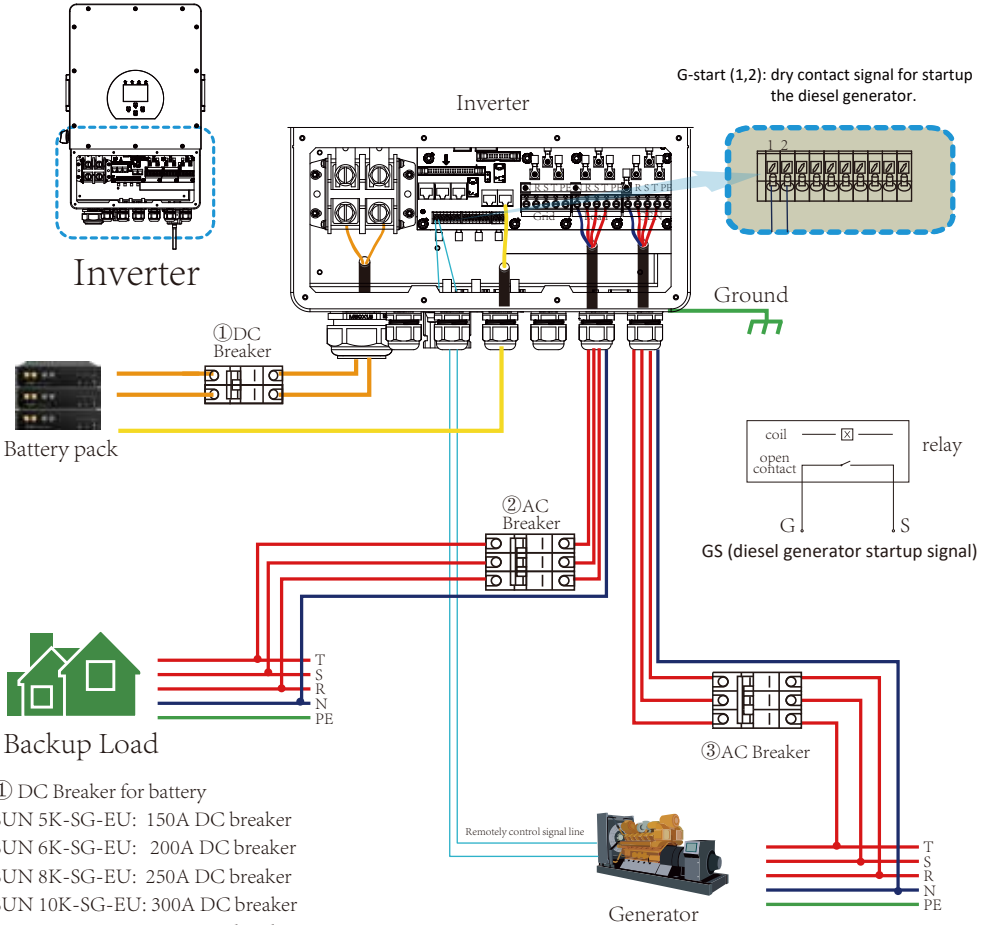 G-start (1,2): dry contact signal for startup
the diesel generator.
Inverter
1 2
R S T PE R S T PE R S T PE
Grid
Inverter
Ground
①DC
Breaker
Battery pack
coil
relay
open
contact
②AC
Breaker
G S
GS (diesel generator startup signal)
T
S
R
N
PE
Backup Load
③AC Breaker
① DC Breaker for battery
SUN 5K-SG-EU: 150A DC breaker
SUN 6K-SG-EU: 200A DC breaker
SUN 8K-SG-EU: 250A DC breaker
SUN 10K-SG-EU: 300A DC breaker
Remotely control signal line
T
S
R
N
PE
Generator